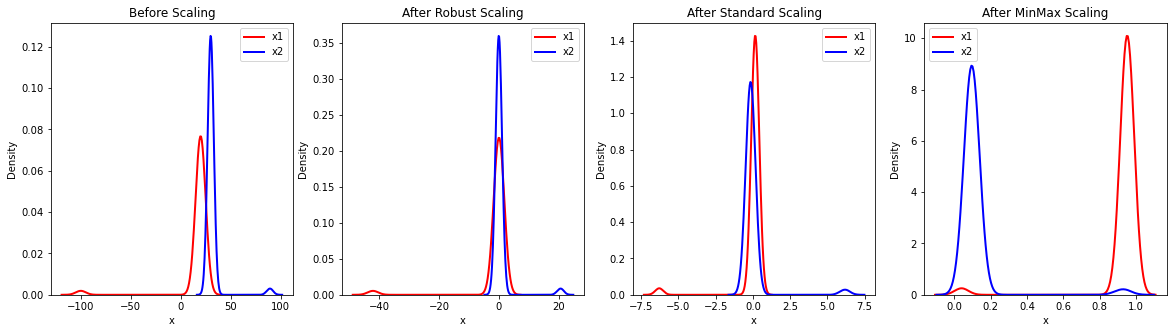 Before Scaling
x1
x2
Density
0.12
0.10
0.08
0.06
0.04
0.02
0.00
−100
−50
0
50
100
x
After Robust Scaling
x1
x2
Density
0.35
0.30
0.25
0.20
0.15
0.10
0.05
0.00
−40
−20
0
20
x
After Standard Scaling
x1
x2
Density
1.4
1.2
1.0
0.8
0.6
0.4
0.2
0.0
−7.5
−5.0
−2.5
0.0
2.5
5.0
7.5
x
After MinMax Scaling
x1
x2
Density
10
8
6
4
2
0
0.0
0.2
0.4
0.6
0.8
1.0
x